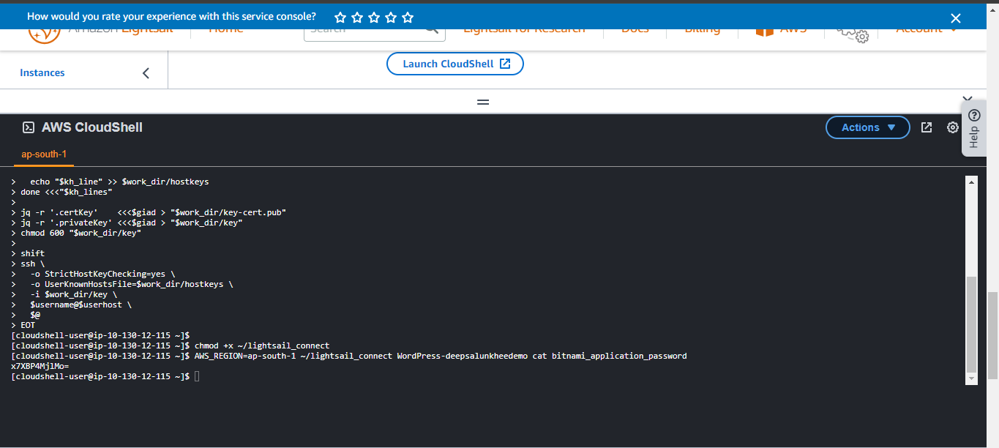 How would you rate your experience with this service console?
Amazon Lightsail Home Search Lightsail for Research Docs Billing AWS Account
Instances
Launch CloudShell
AWS CloudShell
Actions
Help
ap-south-1
>   echo "$kh_line" >> $work_dir/hostkeys
> done <<<"$kh_lines"
>
> jq -r '.certKey'    <<<$giad > "$work_dir/key-cert.pub"
> jq -r '.privateKey' <<<$giad > "$work_dir/key"
> chmod 600 "$work_dir/key"
>
> shift
> ssh \
>   -o StrictHostKeyChecking=yes \
>   -o UserKnownHostsFile=$work_dir/hostkeys \
>   -i $work_dir/key \
>   $username@$userhost \
>   $@
> EOT
[cloudshell-user@ip-10-130-12-115 ~]$
[cloudshell-user@ip-10-130-12-115 ~]$ chmod +x ~/lightsail_connect
[cloudshell-user@ip-10-130-12-115 ~]$ AWS_REGION=ap-south-1 ~/lightsail_connect WordPress-deepsalunkheedemo cat bitnami_application_password
x7XBP4MjlMo=
[cloudshell-user@ip-10-130-12-115 ~]$